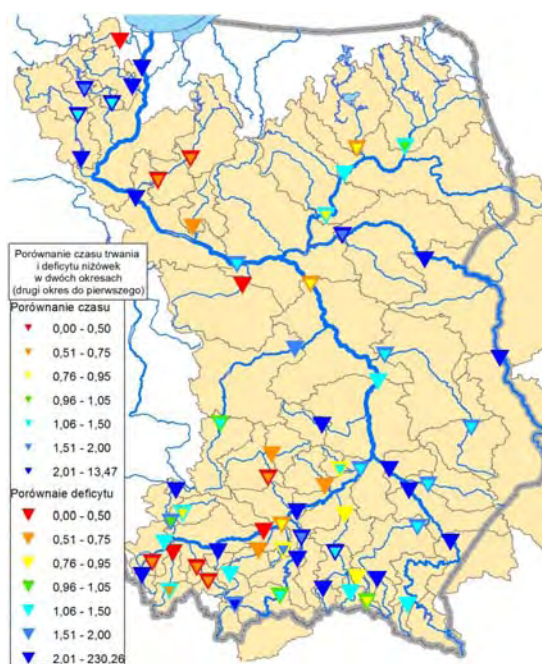 Porównanie czasu trwania
i deficytu niżówek
w dwóch okresach
(drugi okres do pierwszego)
Porównanie czasu
0,00 - 0,50
0,51 - 0,75
0,76 - 0,95
0,96 - 1,05
1,06 - 1,50
1,51 - 2,00
2,01 - 13,47
Porównaie deficytu
0,00 - 0,50
0,51 - 0,75
0,76 - 0,95
0,96 - 1,05
1,06 - 1,50
1,51 - 2,00
2,01 - 230,26